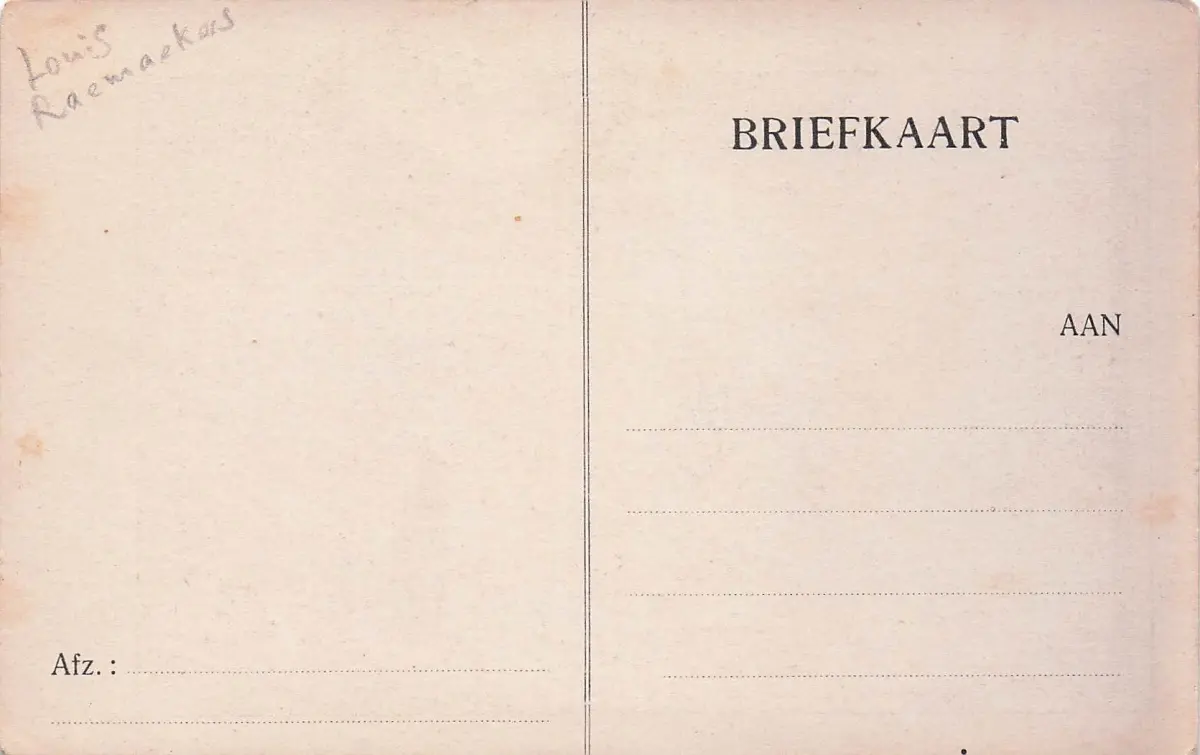 Louis
Raemaekers
BRIEFKAART
AAN
Afz. :